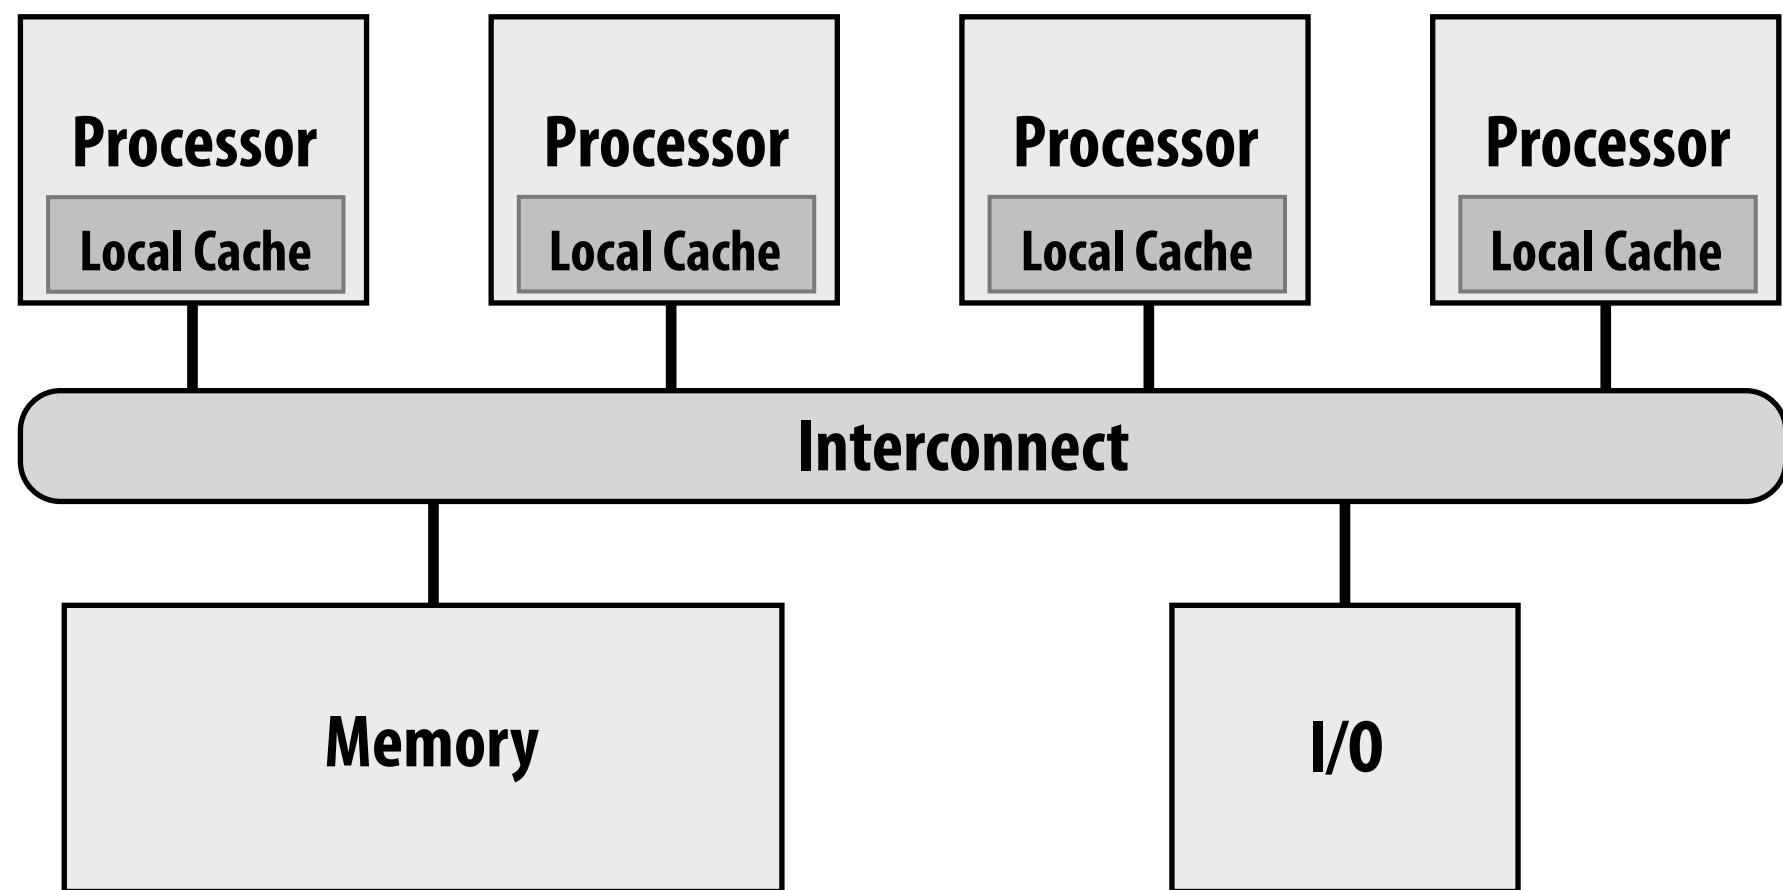 Processor
Local Cache
Processor
Local Cache
Processor
Local Cache
Processor
Local Cache
Interconnect
Memory
I/O